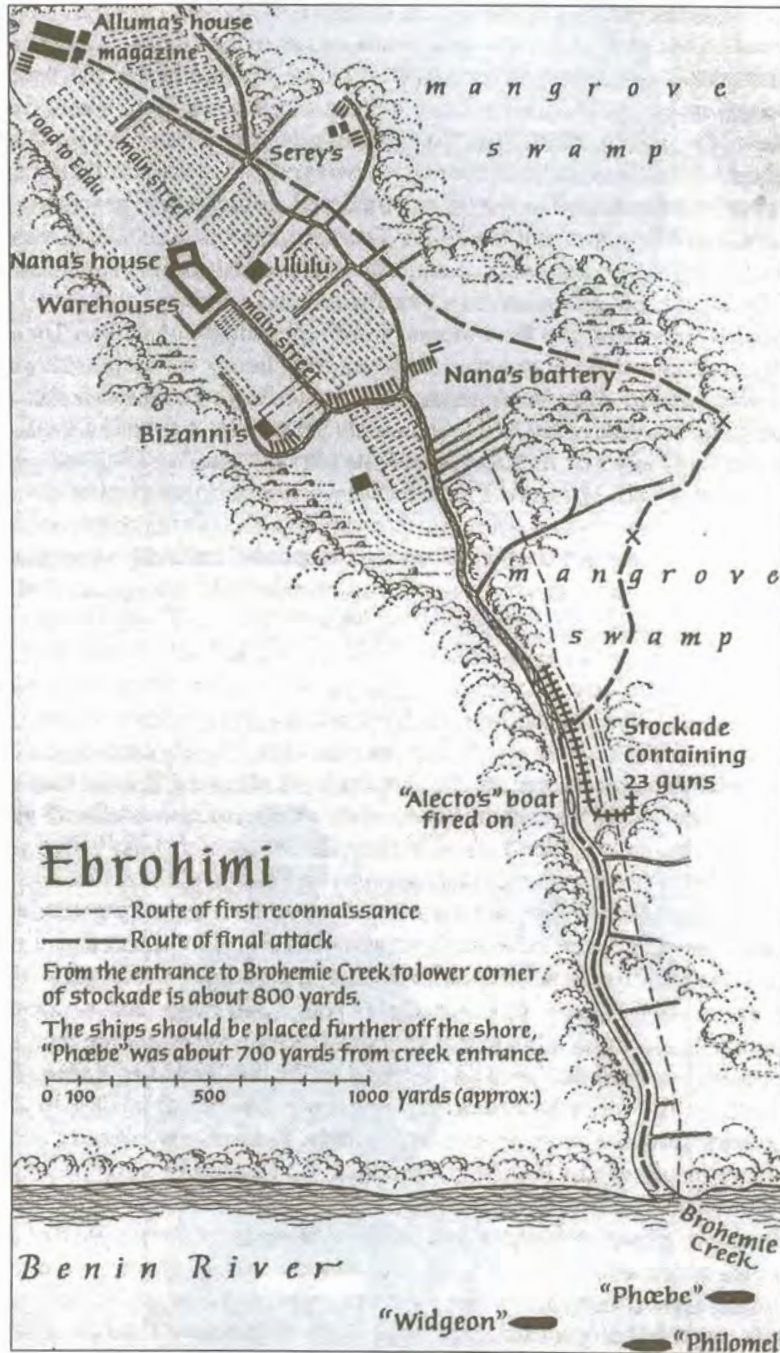 Alluma's house
magazine
mangrove
swamp
road to Eddu
main street
Serey's
Nana's house
Ululu
Warehouses
main street
Nana's battery
Bizanni's
mangrove
swamp
Stockade
Containing
23 guns
"Alecto's" boat
fired on
Ebrohimi
Route of first reconnaissance
Route of final attack
From the entrance to Brohemie Creek to lower corner
of stockade is about 800 yards.
The ships should be placed further off the shore,
"Phœbe" was about 700 yards from creek entrance.
0 100 500 1000 yards (approx:)
Brohemie
Creek
Benin River
"Phœbe"
"Widgeon"
"Philomel